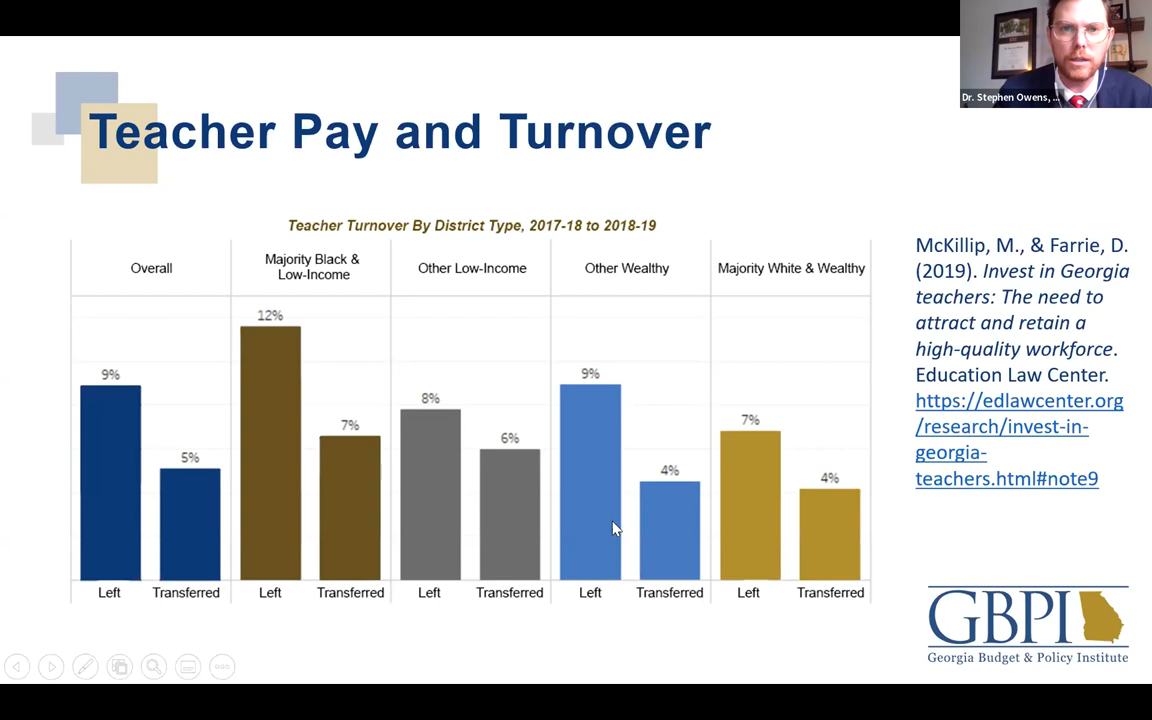 Dr. Stephen Owens, ...
Teacher Pay and Turnover
Teacher Turnover By District Type, 2017-18 to 2018-19
Overall
Majority Black &
Low-Income
Other Low-Income
Other Wealthy
Majority White & Wealthy
9%
5%
12%
7%
8%
6%
9%
4%
7%
4%
Left
Transferred
Left
Transferred
Left
Transferred
Left
Transferred
Left
Transferred
McKillip, M., & Farrie, D.
(2019). Invest in Georgia
teachers: The need to
attract and retain a
high-quality workforce.
Education Law Center.
https://edlawcenter.org
/research/invest-in-
georgia-
teachers.html#note9
GBPI
Georgia Budget & Policy Institute